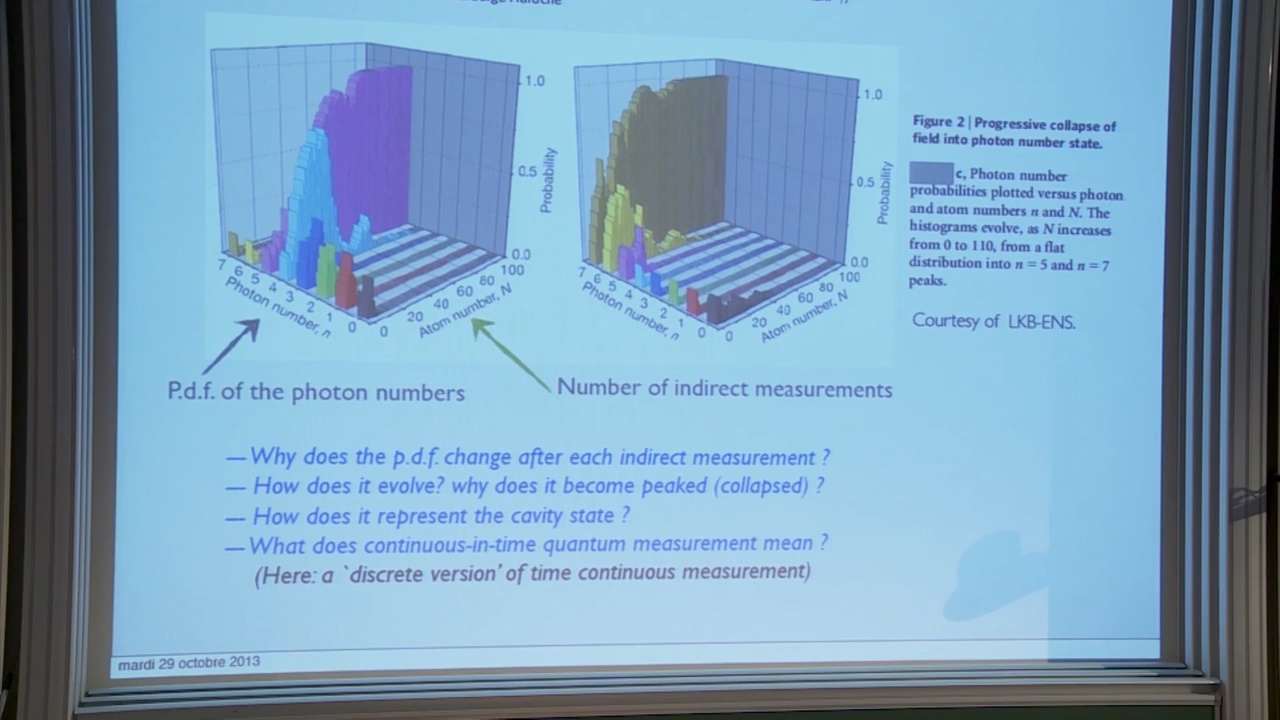 Serge Haroche
1.0
0.5
0.0
Probability
7 6 5 4 3 2 1 0
Photon number, n
0 20 40 60 80 100
Atom number, N
1.0
0.5
0.0
Probability
7 6 5 4 3 2 1 0
Photon number, n
0 20 40 60 80 100
Atom number, N
Figure 2 | Progressive collapse of
field into photon number state.
c, Photon number
probabilities plotted versus photon
and atom numbers n and N. The
histograms evolve, as N increases
from 0 to 110, from a flat
distribution into n = 5 and n = 7
peaks.
Courtesy of LKB-ENS.
P.d.f. of the photon numbers
Number of indirect measurements
— Why does the p.d.f. change after each indirect measurement ?
— How does it evolve? why does it become peaked (collapsed) ?
— How does it represent the cavity state ?
— What does continuous-in-time quantum measurement mean ?
(Here: a `discrete version' of time continuous measurement)
mardi 29 octobre 2013